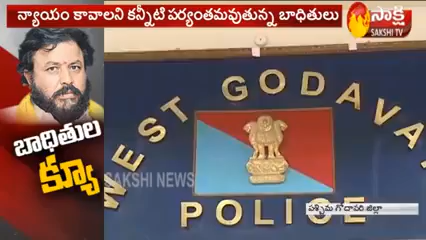 న్యాయం కావాలని కన్నీటి పర్యంతమవుతున్న బాధితులు
సాక్షి
SAKSHI TV
WEST GODAVA
POLICE
బాధితుల
క్యూ
SAKSHI NEWS
పశ్చిమ గోదావరి జిల్లా